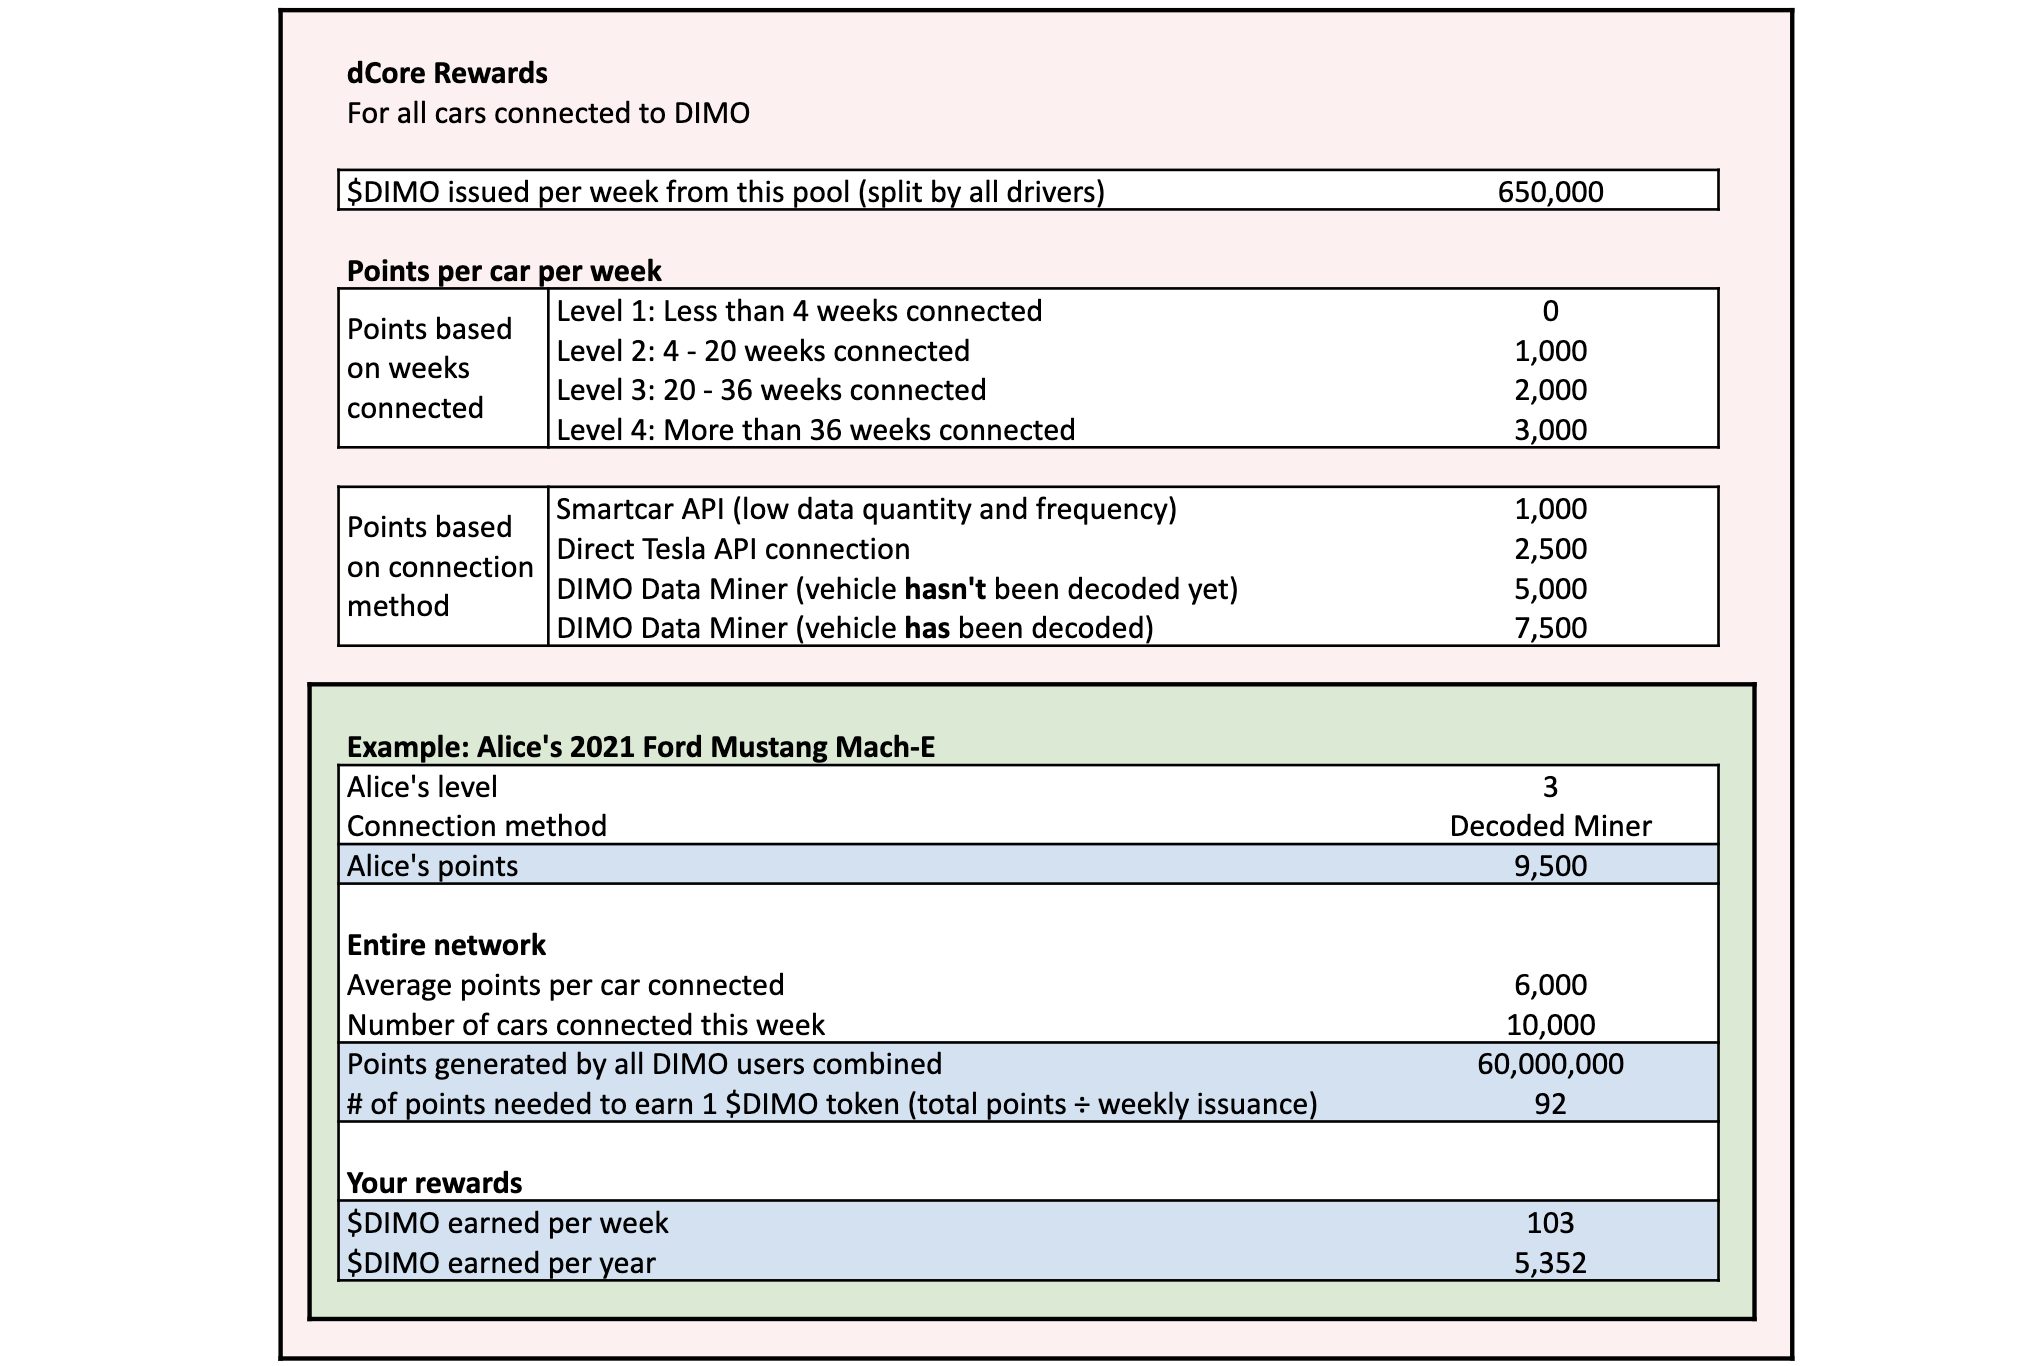 dCore Rewards
For all cars connected to DIMO
$DIMO issued per week from this pool (split by all drivers) 650,000
Points per car per week
Points based
on weeks
connected
Level 1: Less than 4 weeks connected 0
Level 2: 4 - 20 weeks connected 1,000
Level 3: 20 - 36 weeks connected 2,000
Level 4: More than 36 weeks connected 3,000
Points based
on connection
method
Smartcar API (low data quantity and frequency) 1,000
Direct Tesla API connection 2,500
DIMO Data Miner (vehicle hasn't been decoded yet) 5,000
DIMO Data Miner (vehicle has been decoded) 7,500
Example: Alice's 2021 Ford Mustang Mach-E
Alice's level 3
Connection method Decoded Miner
Alice's points 9,500
Entire network
Average points per car connected 6,000
Number of cars connected this week 10,000
Points generated by all DIMO users combined 60,000,000
# of points needed to earn 1 $DIMO token (total points ÷ weekly issuance) 92
Your rewards
$DIMO earned per week 103
$DIMO earned per year 5,352